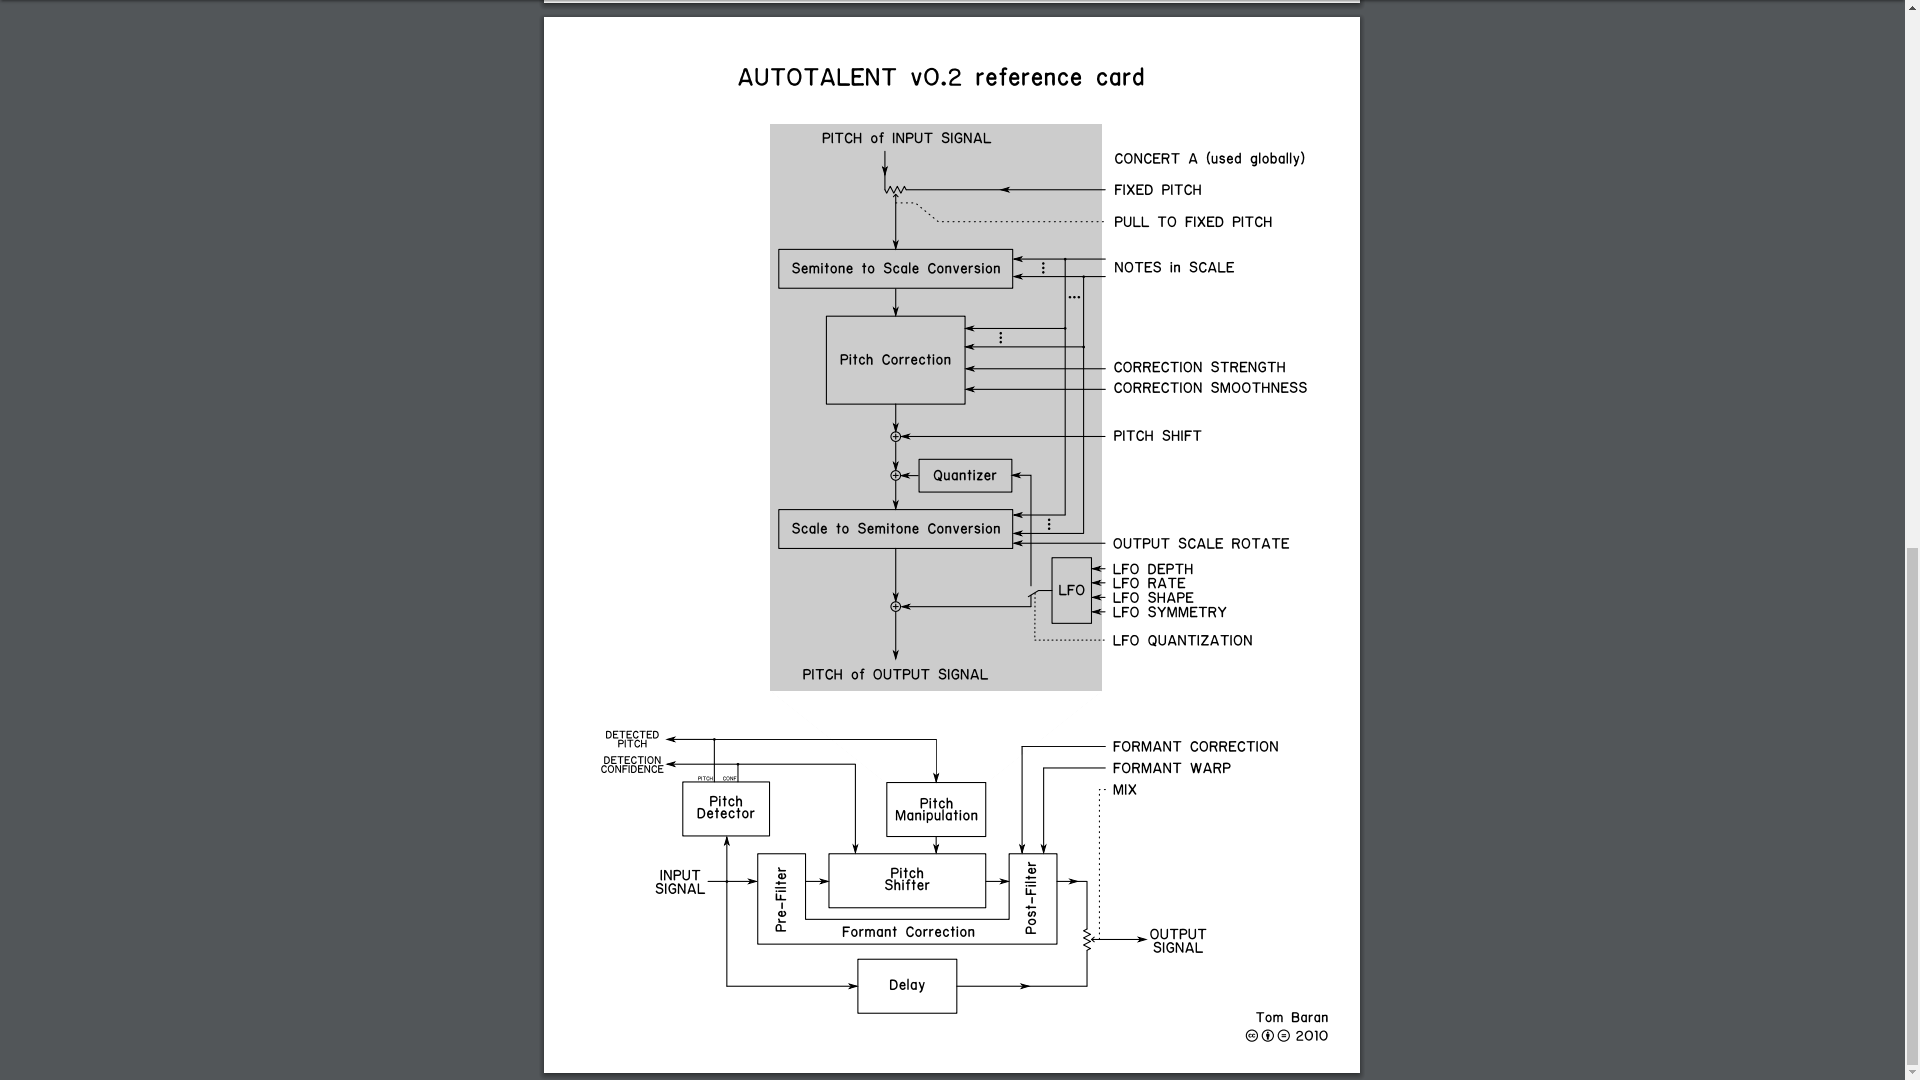 AUTOTALENT v0.2 reference card
PITCH of INPUT SIGNAL
CONCERT A (used globally)
FIXED PITCH
PULL TO FIXED PITCH
Semitone to Scale Conversion
NOTES in SCALE
Pitch Correction
CORRECTION STRENGTH
CORRECTION SMOOTHNESS
PITCH SHIFT
Quantizer
Scale to Semitone Conversion
OUTPUT SCALE ROTATE
LFO
LFO DEPTH
LFO RATE
LFO SHAPE
LFO SYMMETRY
LFO QUANTIZATION
PITCH of OUTPUT SIGNAL
DETECTED
PITCH
DETECTION
CONFIDENCE
PITCH CONF
Pitch
Detector
Pitch
Manipulation
FORMANT CORRECTION
FORMANT WARP
MIX
INPUT
SIGNAL
Pre-Filter
Pitch
Shifter
Post-Filter
Formant Correction
OUTPUT
SIGNAL
Delay
Tom Baran
cc 2010